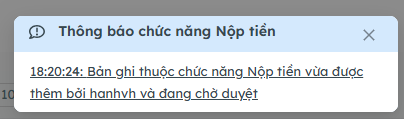 Thông báo chức năng Nộp tiền
18:20:24: Bản ghi thuộc chức năng Nộp tiền vừa được
thêm bởi hanhvh và đang chờ duyệt
10